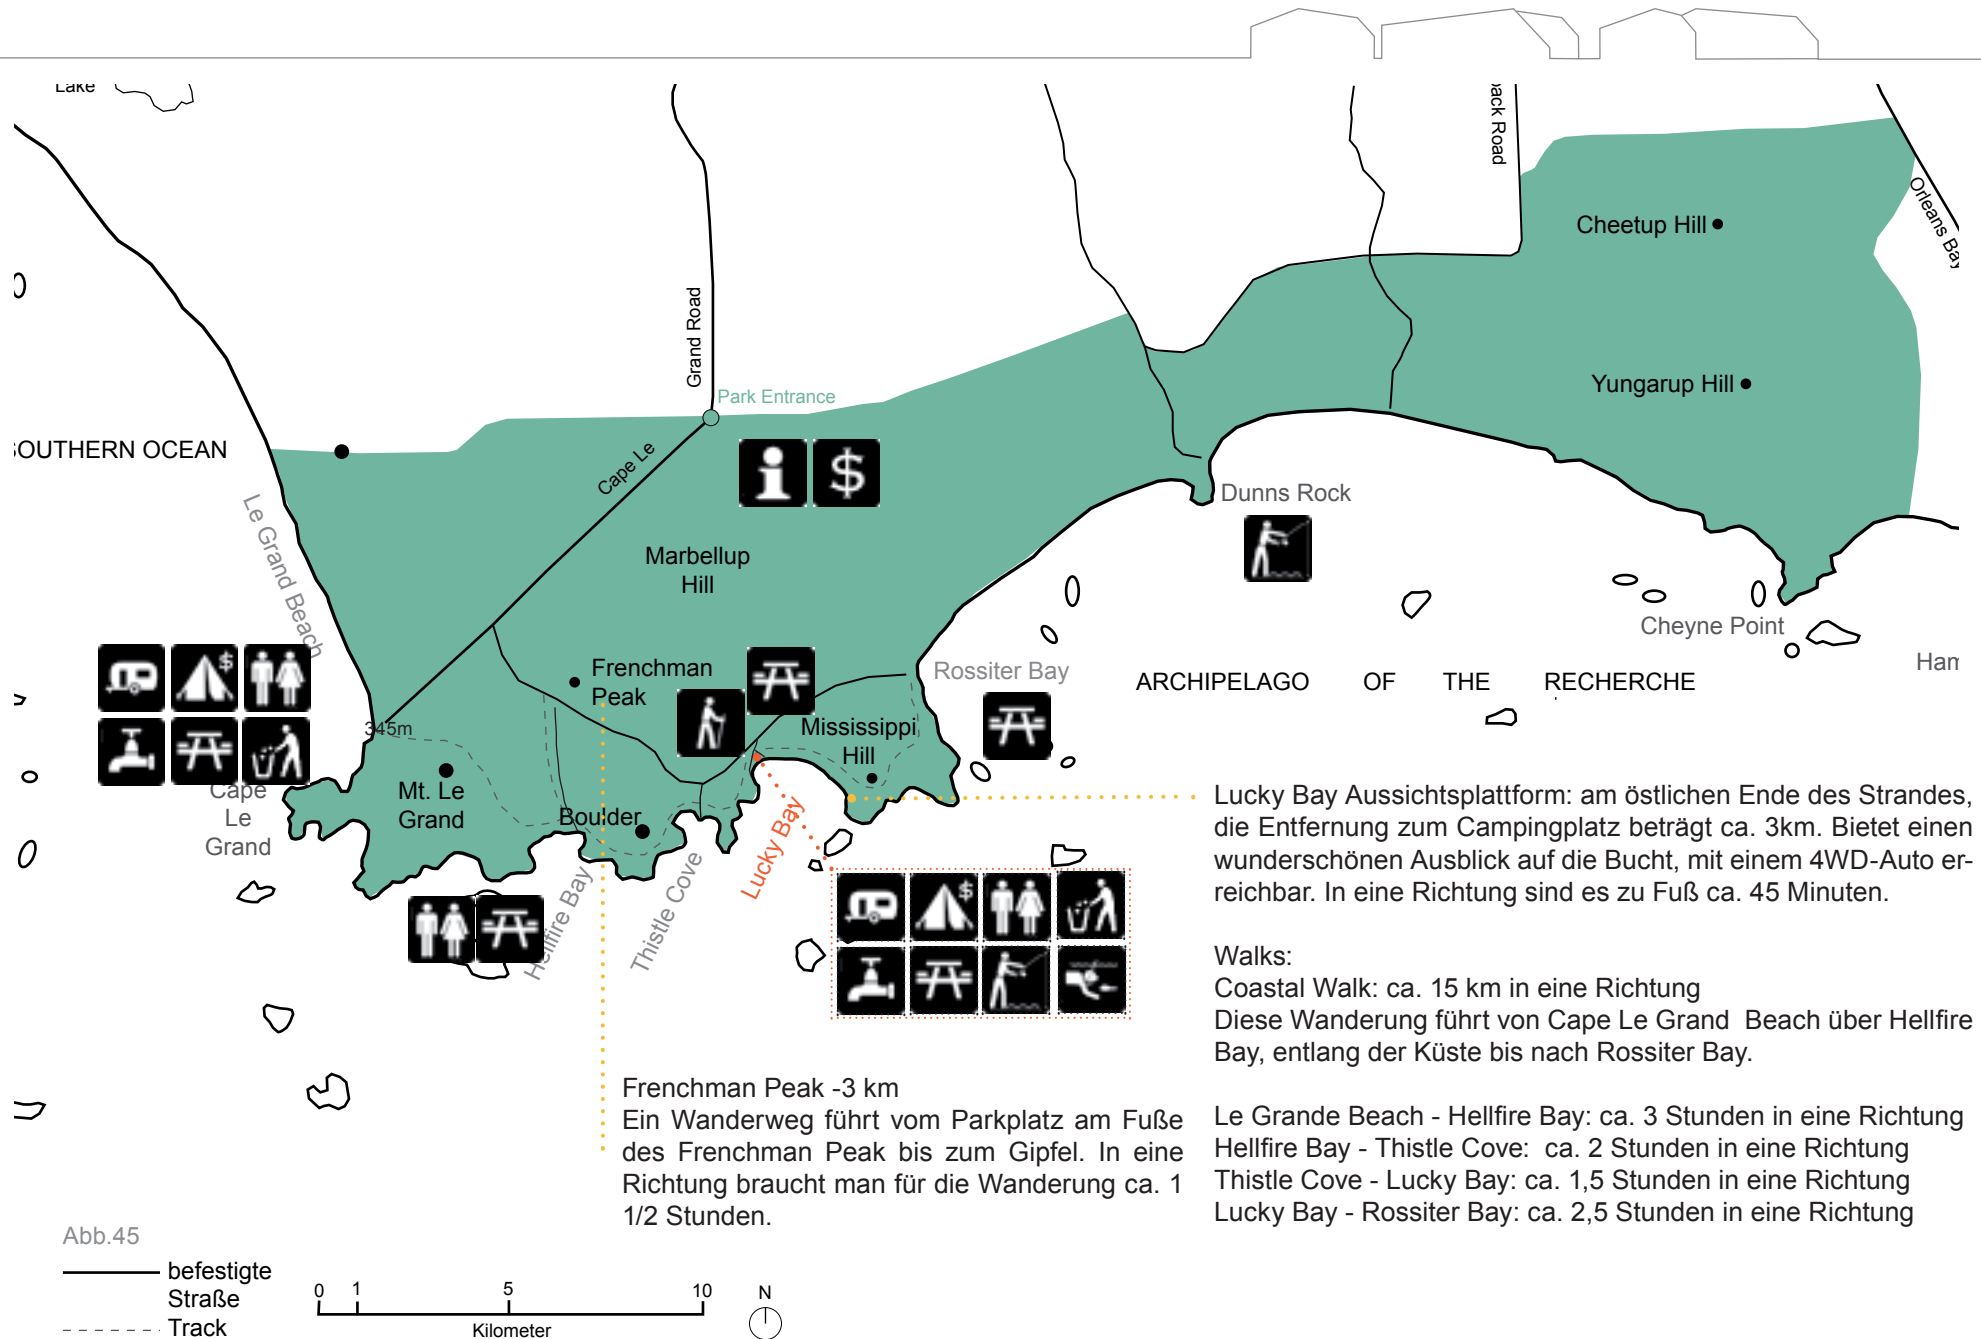 Lake
Grand Road
Cape Le
Park Entrance
Road
Orleans Bay
Cheetup Hill
Yungarup Hill
OUTHERN OCEAN
Le Grand Beach
$
Marbellup
Hill
Dunns Rock
Cheyne Point
ARCHIPELAGO OF THE RECHERCHE
Frenchman
Peak
Rossiter Bay
Mississippi
Hill
345m
$
Mt. Le
Grand
Boulder
Cape
Le
Grand
Hellfire Bay
Thistle Cove
Lucky Bay
$
Lucky Bay Aussichtsplattform: am östlichen Ende des Strandes,
die Entfernung zum Campingplatz beträgt ca. 3km. Bietet einen
wunderschönen Ausblick auf die Bucht, mit einem 4WD-Auto er-
reichbar. In eine Richtung sind es zu Fuß ca. 45 Minuten.
Walks:
Coastal Walk: ca. 15 km in eine Richtung
Diese Wanderung führt von Cape Le Grand  Beach über Hellfire
Bay, entlang der Küste bis nach Rossiter Bay.
Le Grande Beach - Hellfire Bay: ca. 3 Stunden in eine Richtung
Hellfire Bay - Thistle Cove:  ca. 2 Stunden in eine Richtung
Thistle Cove - Lucky Bay: ca. 1,5 Stunden in eine Richtung
Lucky Bay - Rossiter Bay: ca. 2,5 Stunden in eine Richtung
Frenchman Peak -3 km
Ein Wanderweg führt vom Parkplatz am Fuße
des Frenchman Peak bis zum Gipfel. In eine
Richtung braucht man für die Wanderung ca. 1
1/2 Stunden.
Abb.45
befestigte
Straße
Track
0 1 5 10
Kilometer
N